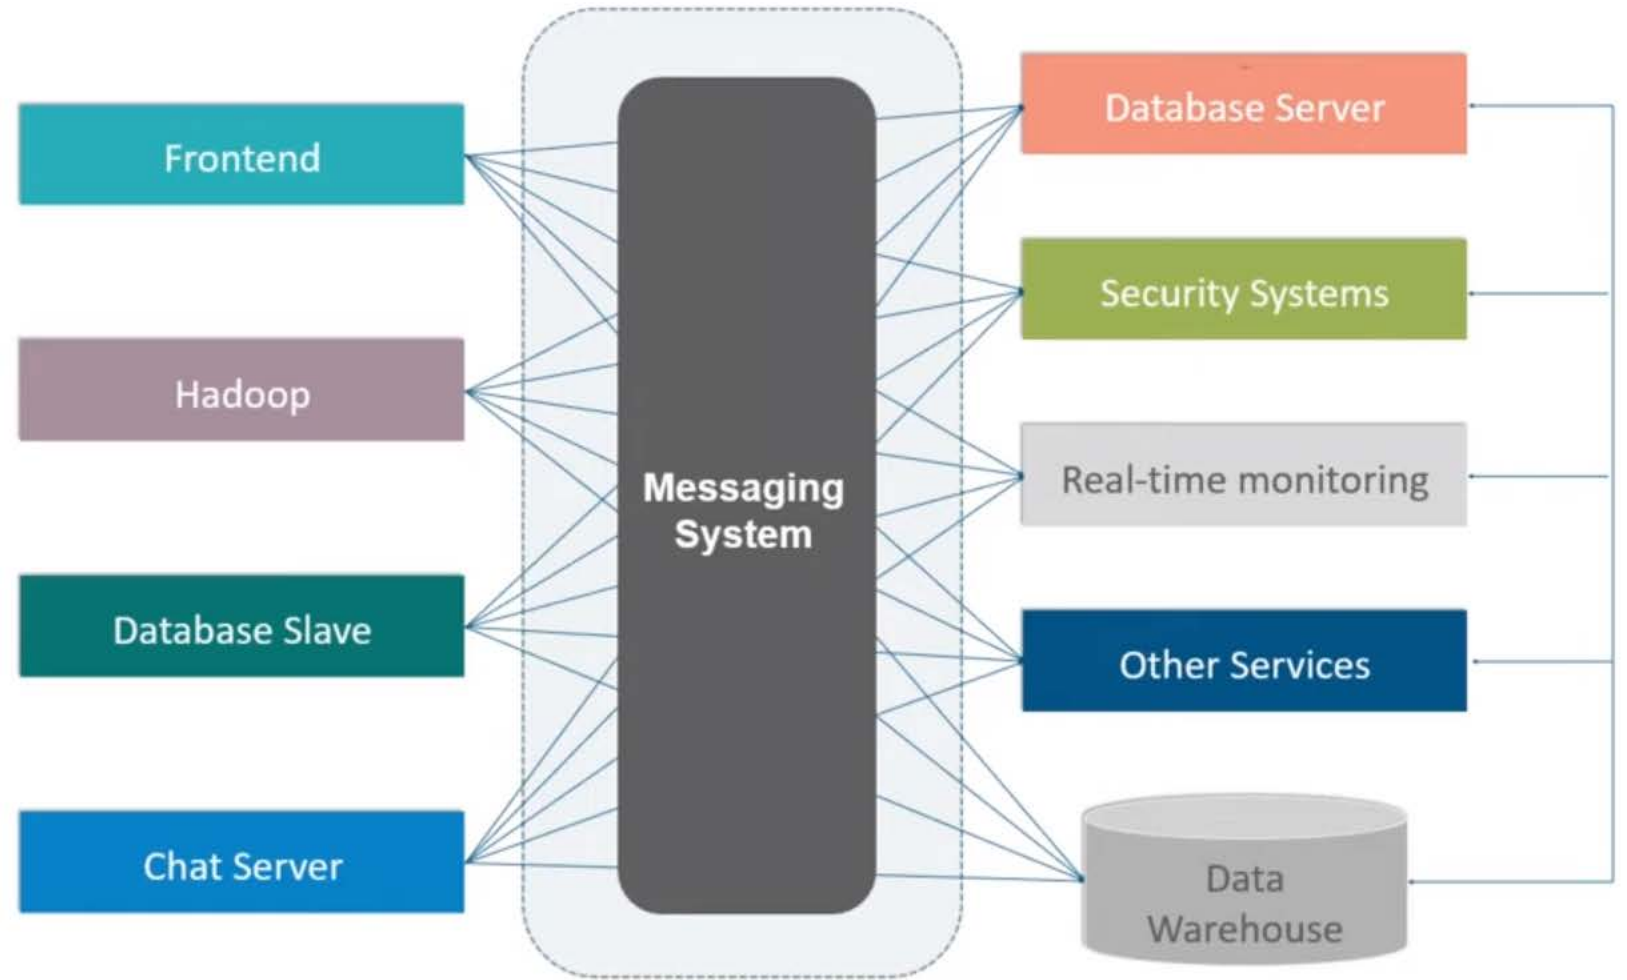 Frontend
Hadoop
Database Slave
Chat Server
Messaging
System
Database Server
Security Systems
Real-time monitoring
Other Services
Data
Warehouse